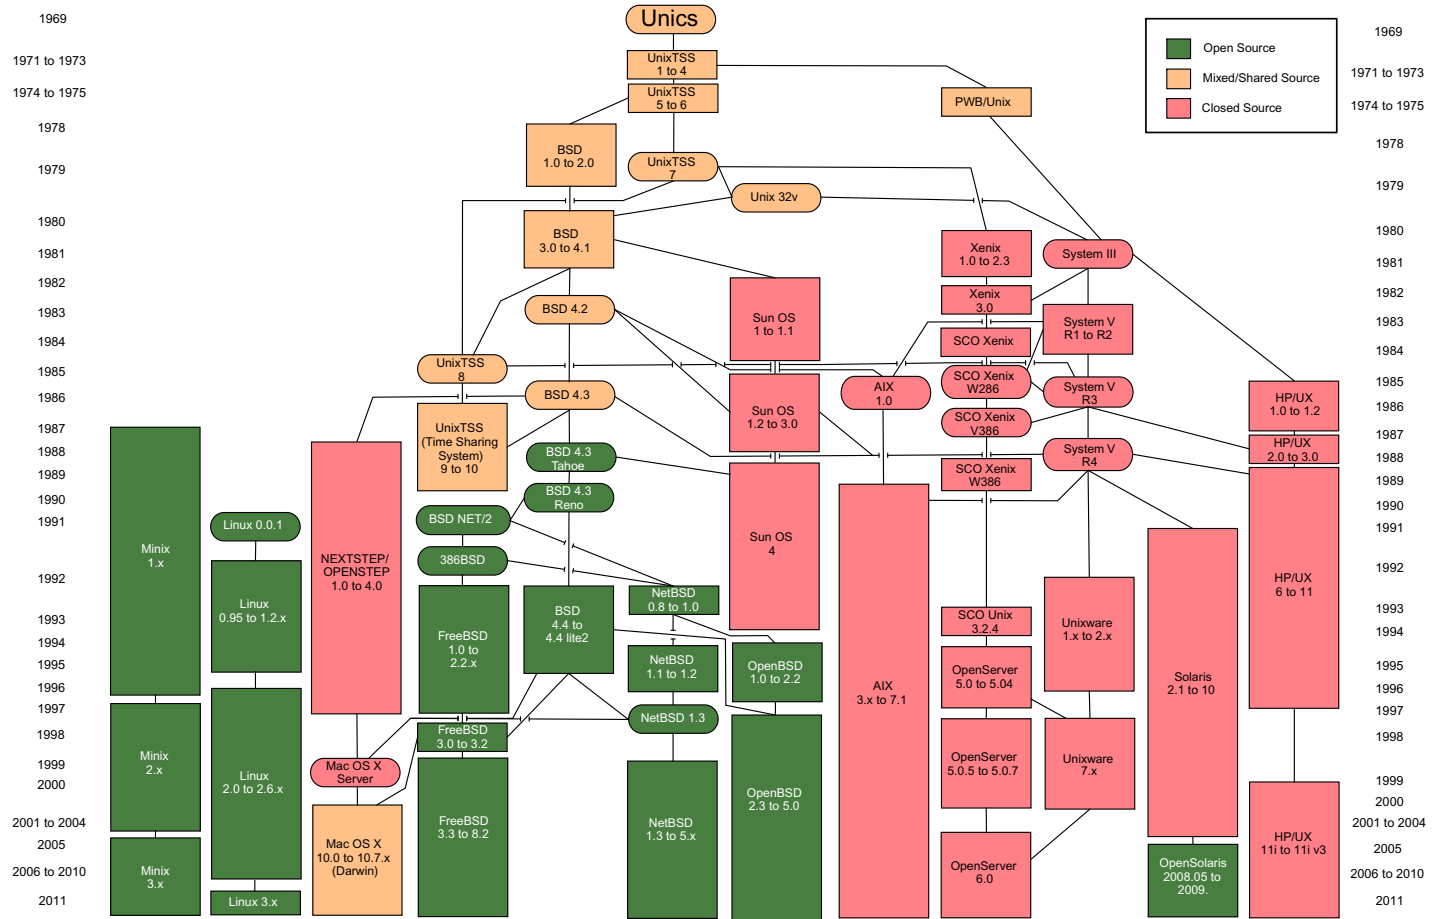 1969
1971 to 1973
1974 to 1975
1978
1979
1980
1981
1982
1983
1984
1985
1986
1987
1988
1989
1990
1991
1992
1993
1994
1995
1996
1997
1998
1999
2000
2001 to 2004
2005
2006 to 2010
2011
Unics
UnixTSS
1 to 4
UnixTSS
5 to 6
PWB/Unix
BSD
1.0 to 2.0
UnixTSS
7
Unix 32v
BSD
3.0 to 4.1
Xenix
1.0 to 2.3
System III
Xenix
3.0
BSD 4.2
Sun OS
1 to 1.1
System V
R1 to R2
SCO Xenix
UnixTSS
8
SCO Xenix
W286
AIX
1.0
System V
R3
BSD 4.3
Sun OS
1.2 to 3.0
HP/UX
1.0 to 1.2
SCO Xenix
V386
UnixTSS
(Time Sharing
System)
9 to 10
HP/UX
2.0 to 3.0
BSD 4.3
Tahoe
System V
R4
SCO Xenix
W386
BSD 4.3
Reno
BSD NET/2
Linux 0.0.1
Minix
1.x
NEXTSTEP/
OPENSTEP
1.0 to 4.0
386BSD
Sun OS
4
HP/UX
6 to 11
Linux
0.95 to 1.2.x
NetBSD
0.8 to 1.0
BSD
4.4 to
4.4 lite2
SCO Unix
3.2.4
Unixware
1.x to 2.x
FreeBSD
1.0 to
2.2.x
NetBSD
1.1 to 1.2
OpenBSD
1.0 to 2.2
OpenServer
5.0 to 5.04
Solaris
2.1 to 10
AIX
3.x to 7.1
NetBSD 1.3
FreeBSD
3.0 to 3.2
Minix
2.x
Mac OS X
Server
Linux
2.0 to 2.6.x
OpenServer
5.0.5 to 5.0.7
Unixware
7.x
OpenBSD
2.3 to 5.0
FreeBSD
3.3 to 8.2
NetBSD
1.3 to 5.x
HP/UX
11i to 11i v3
Mac OS X
10.0 to 10.7.x
(Darwin)
Minix
3.x
OpenServer
6.0
OpenSolaris
2008.05 to
2009.
Linux 3.x
Open Source
Mixed/Shared Source
Closed Source
1969
1971 to 1973
1974 to 1975
1978
1979
1980
1981
1982
1983
1984
1985
1986
1987
1988
1989
1990
1991
1992
1993
1994
1995
1996
1997
1998
1999
2000
2001 to 2004
2005
2006 to 2010
2011